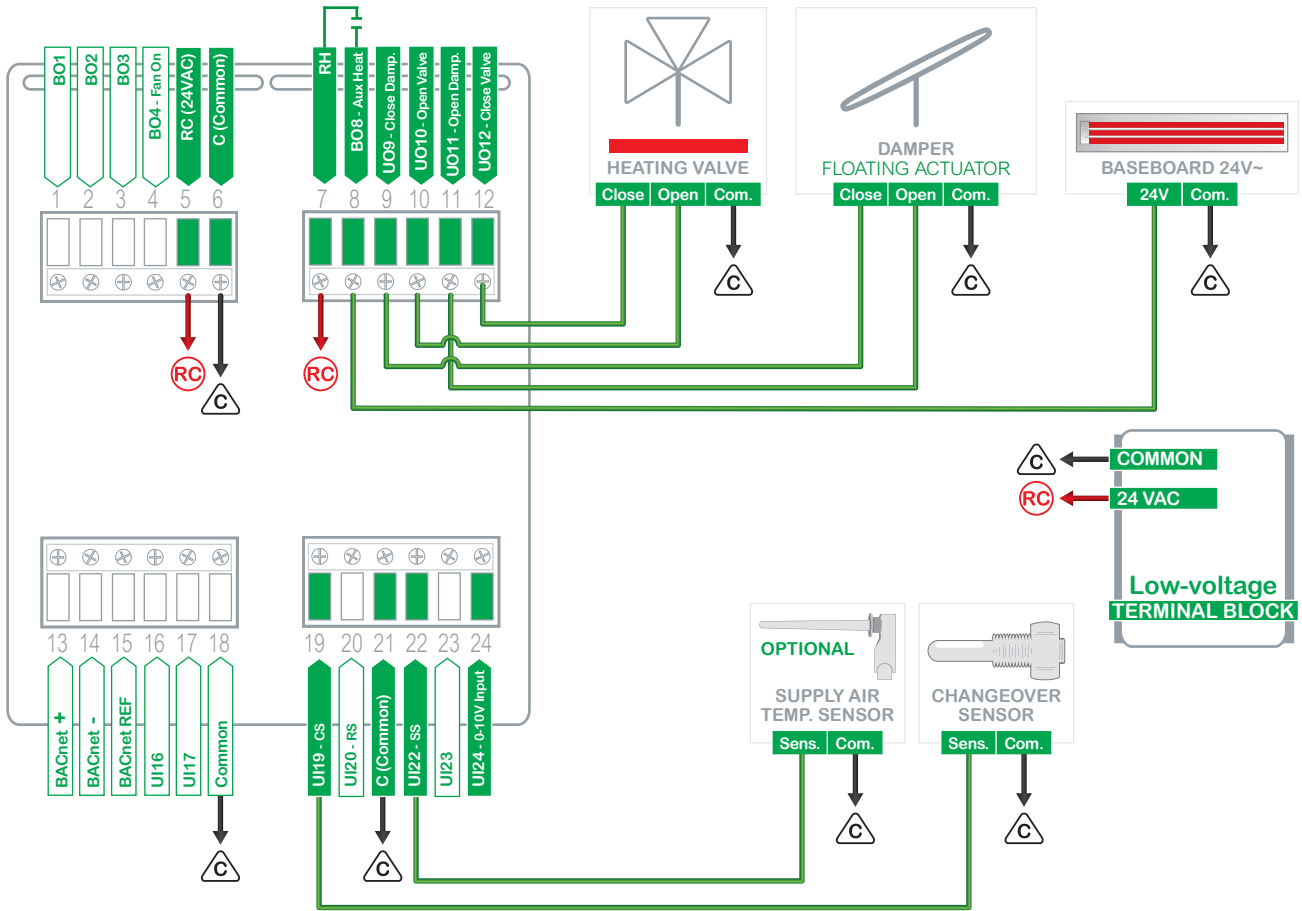 BO1
BO2
BO3
BO4 - Fan On
RC (24VAC)
C (Common)
RH
BO8 - Aux Heat
UO9 - Close Damp.
UO10 - Open Valve
UO11 - Open Damp.
UO12 - Close Valve
1 2 3 4 5 6
7 8 9 10 11 12
RC
C
RC
HEATING VALVE
Close Open Com.
C
DAMPER
FLOATING ACTUATOR
Close Open Com.
C
BASEBOARD 24V~
24V Com.
C
C
COMMON
RC
24 VAC
Low-voltage
TERMINAL BLOCK
13 14 15 16 17 18
19 20 21 22 23 24
BACnet +
BACnet -
BACnet REF
UI16
UI17
Common
UI19 - CS
UI20 - RS
C (Common)
UI22 - SS
UI23
UI24 - 0-10V Input
C
C
OPTIONAL
SUPPLY AIR
TEMP. SENSOR
Sens. Com.
C
CHANGEOVER
SENSOR
Sens. Com.
C